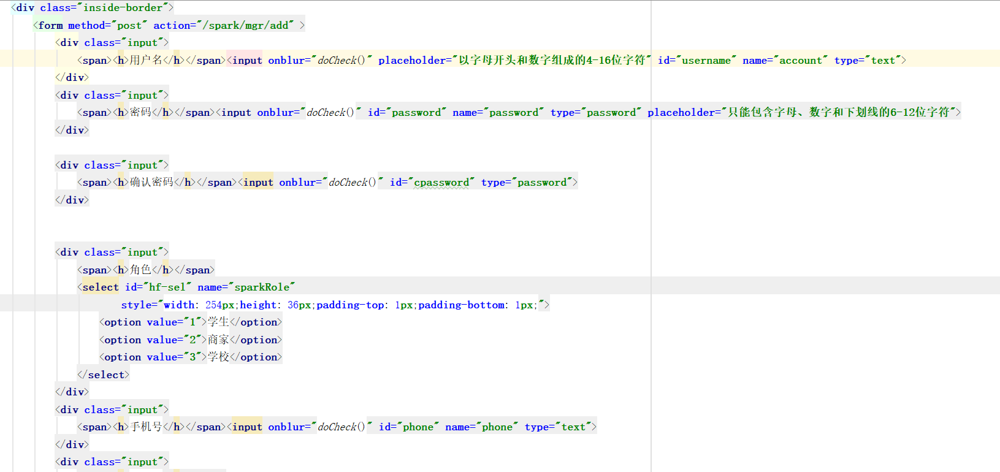 <div class="inside-border">
<form method="post" action="/spark/mgr/add" >
<div class="input">
<span><h>用户名</h></span><input onblur="doCheck()" placeholder="以字母开头和数字组成的4-16位字符" id="username" name="account" type="text">
</div>
<div class="input">
<span><h>密码</h></span><input onblur="doCheck()" id="password" name="password" type="password" placeholder="只能包含字母、数字和下划线的6-12位字符">
</div>
<div class="input">
<span><h>确认密码</h></span><input onblur="doCheck()" id="cpassword" type="password">
</div>
<div class="input">
<span><h>角色</h></span>
<select id="hf-sel" name="sparkRole"
style="width: 254px;height: 36px;padding-top: 1px;padding-bottom: 1px;">
<option value="1">学生</option>
<option value="2">商家</option>
<option value="3">学校</option>
</select>
</div>
<div class="input">
<span><h>手机号</h></span><input onblur="doCheck()" id="phone" name="phone" type="text">
</div>
<div class="input">